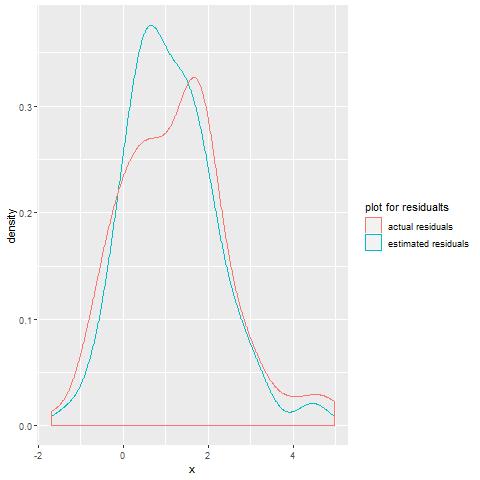 0.3
0.2
0.1
0.0
density
-2
0
2
4
x
plot for residualts
actual residuals
estimated residuals